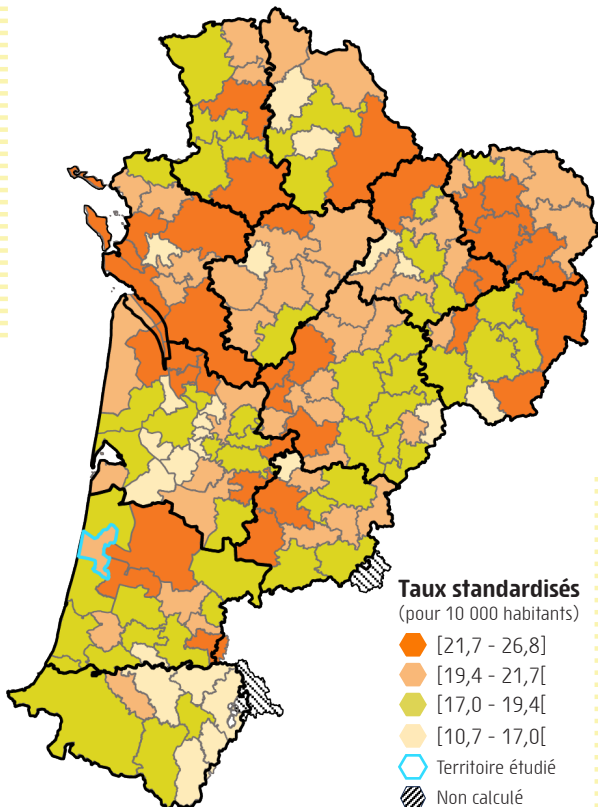 Taux standardisés
(pour 10 000 habitants)
[21,7 - 26,8]
[19,4 - 21,7[
[17,0 - 19,4[
[10,7 - 17,0[
Territoire étudié
Non calculé